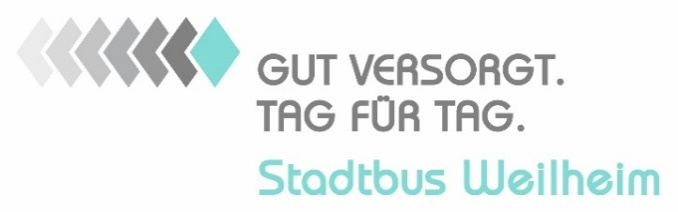 GUT VERSORGT.
TAG FÜR TAG.
Stadtbus Weilheim